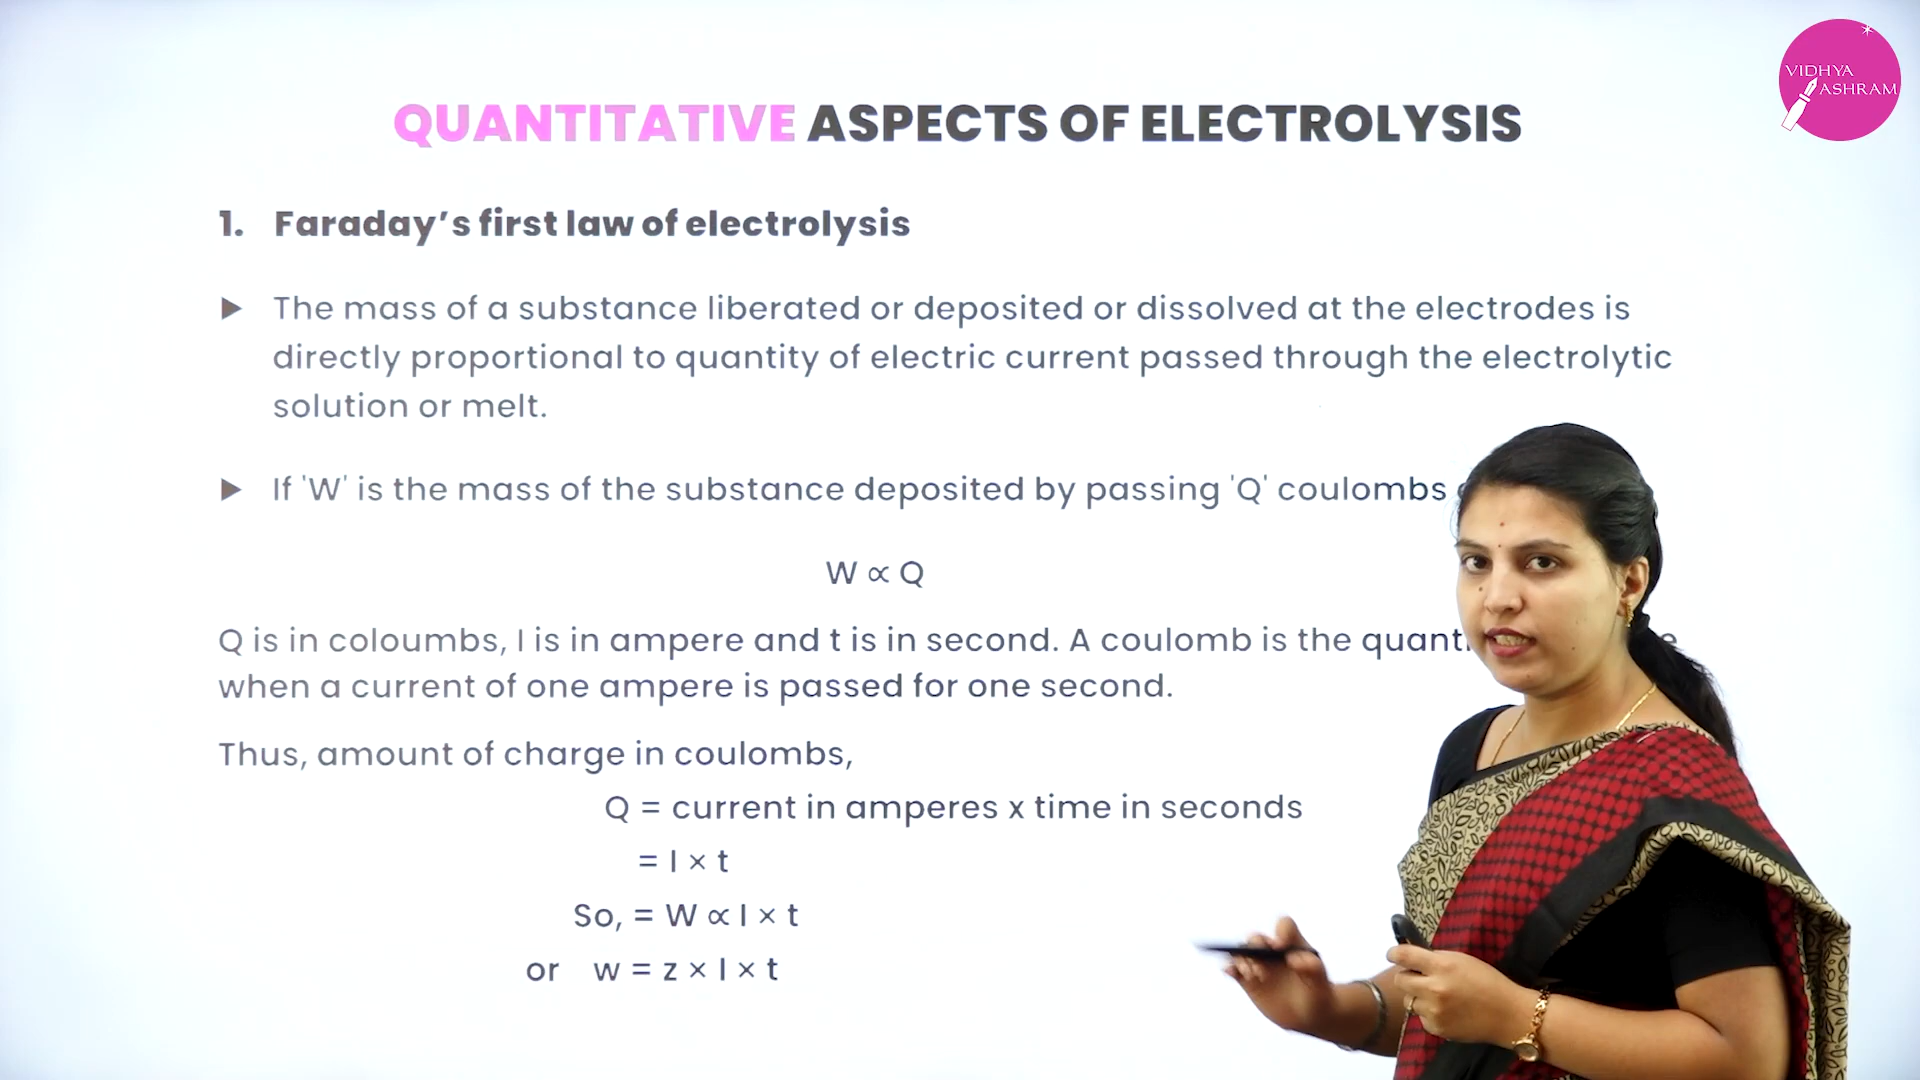 VIDHYA
ASHRAM
QUANTITATIVE ASPECTS OF ELECTROLYSIS
1. Faraday's first law of electrolysis
▶ The mass of a substance liberated or deposited or dissolved at the electrodes is
directly proportional to quantity of electric current passed through the electrolytic
solution or melt.
▶ If 'W' is the mass of the substance deposited by passing 'Q' coulombs
W ∝ Q
Q is in coloumbs, I is in ampere and t is in second. A coulomb is the
when a current of one ampere is passed for one second.
Thus, amount of charge in coulombs,
Q = current in amperes x time in seconds
= I × t
So, = W ∝ I × t
or w = z × I × t